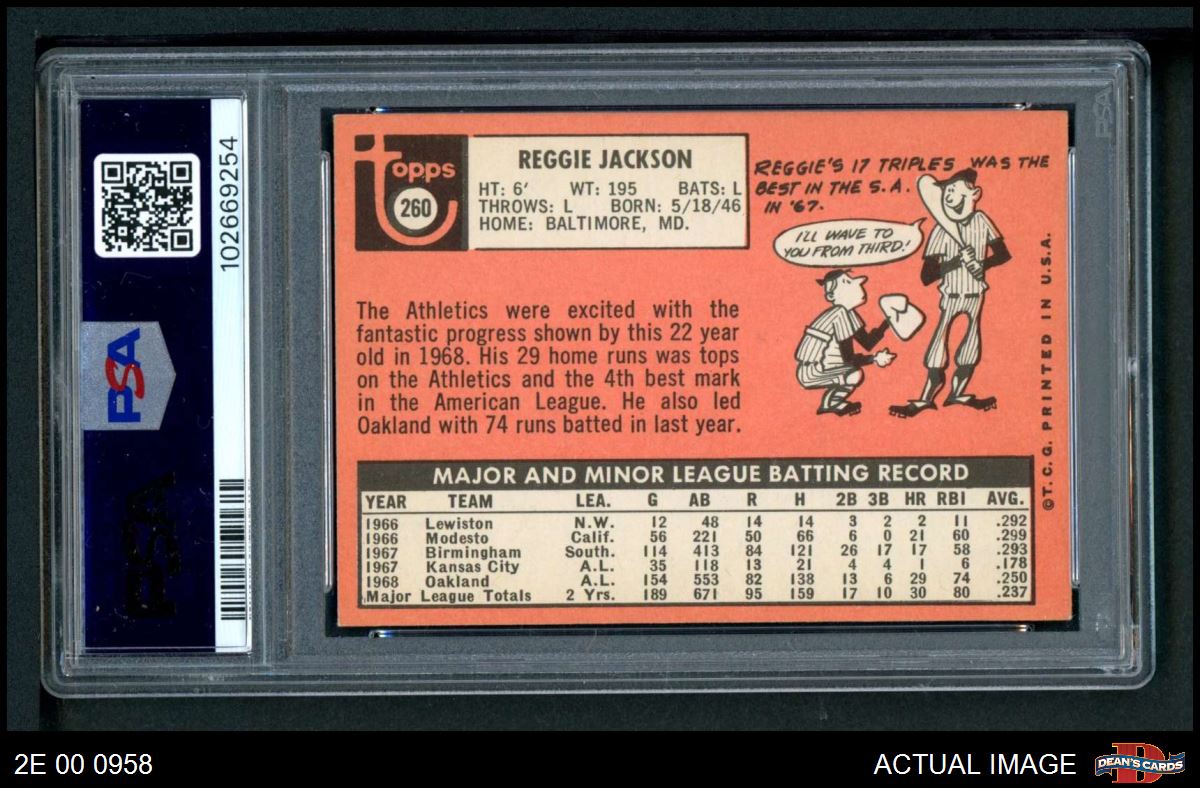 102669254
PSA
PSA
PSA
Topps
260
REGGIE JACKSON
HT: 6' WT: 195 BATS: L
THROWS: L BORN: 5/18/46
HOME: BALTIMORE, MD.
REGGIE'S 17 TRIPLES WAS THE
BEST IN THE S.A.
IN '67.
I'LL WAVE TO
YOU FROM THIRD!
The Athletics were excited with the
fantastic progress shown by this 22 year
old in 1968. His 29 home runs was tops
on the Athletics and the 4th best mark
in the American League. He also led
Oakland with 74 runs batted in last year.
©T.C.G. PRINTED IN U.S.A.
MAJOR AND MINOR LEAGUE BATTING RECORD
YEAR TEAM LEA. G AB R H 2B 3B HR RBI AVG.
1966 Lewiston N.W. 12 48 14 14 3 2 2 11 .292
1966 Modesto Calif. 56 221 50 66 6 0 21 60 .299
1967 Birmingham South. 114 413 84 121 26 17 17 58 .293
1967 Kansas City A.L. 35 118 13 21 4 4 1 6 .178
1968 Oakland A.L. 154 553 82 138 13 6 29 74 .250
Major League Totals 2 Yrs. 189 671 95 159 17 10 30 80 .237
2E 00 0958
ACTUAL IMAGE
D
DEAN'S CARDS